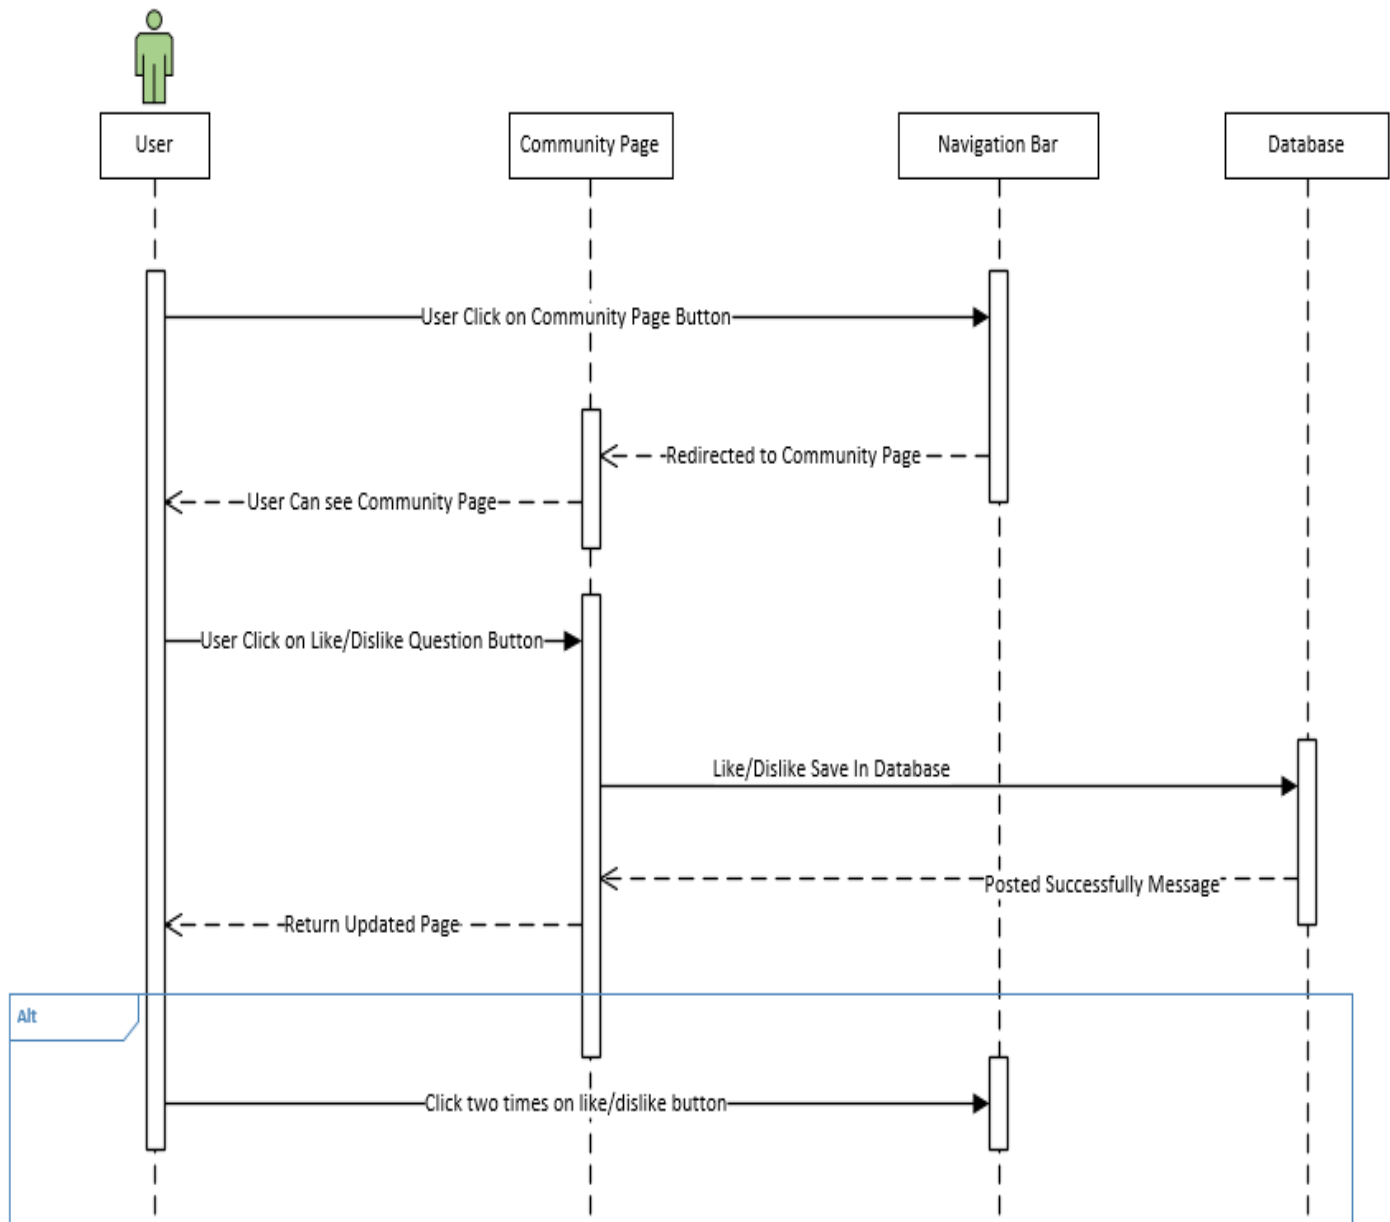 User
Community Page
Navigation Bar
Database
User Click on Community Page Button
Redirected to Community Page
User Can see Community Page
User Click on Like/Dislike Question Button
Like/Dislike Save In Database
Posted Successfully Message
Return Updated Page
Alt
Click two times on like/dislike button